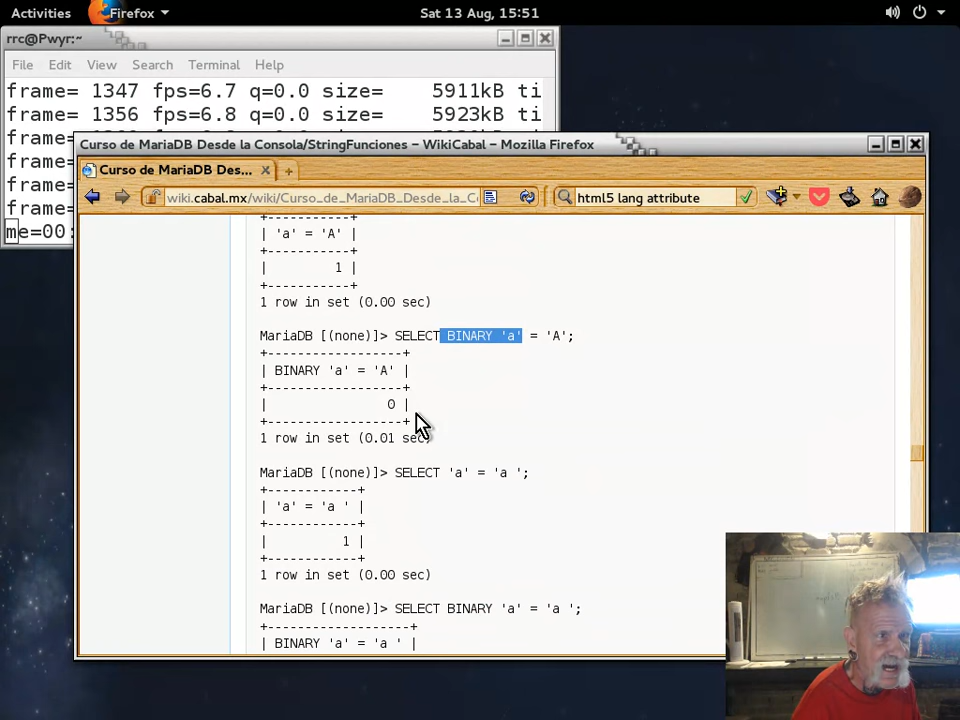 Activities Firefox Sat 13 Aug, 15:51
rrc@Pwyr:~
File Edit View Search Terminal Help
frame= 1347 fps=6.7 q=0.0 size= 5911kB ti
frame= 1356 fps=6.8 q=0.0 size= 5923kB ti
frame=
frame=
frame=
me=00:
Curso de MariaDB Desde la Consola/StringFunciones - WikiCabal - Mozilla Firefox
Curso de MariaDB Des...
wiki.cabal.mx/wiki/Curso_de_MariaDB_Desde_la_C
html5 lang attribute
+-----------+
| 'a' = 'A' |
+-----------+
|         1 |
+-----------+
1 row in set (0.00 sec)
MariaDB [(none)]> SELECT BINARY 'a' = 'A';
+------------------+
| BINARY 'a' = 'A' |
+------------------+
|                0 |
+------------------+
1 row in set (0.01 sec)
MariaDB [(none)]> SELECT 'a' = 'a ';
+------------+
| 'a' = 'a ' |
+------------+
|          1 |
+------------+
1 row in set (0.00 sec)
MariaDB [(none)]> SELECT BINARY 'a' = 'a ';
+-------------------+
| BINARY 'a' = 'a ' |